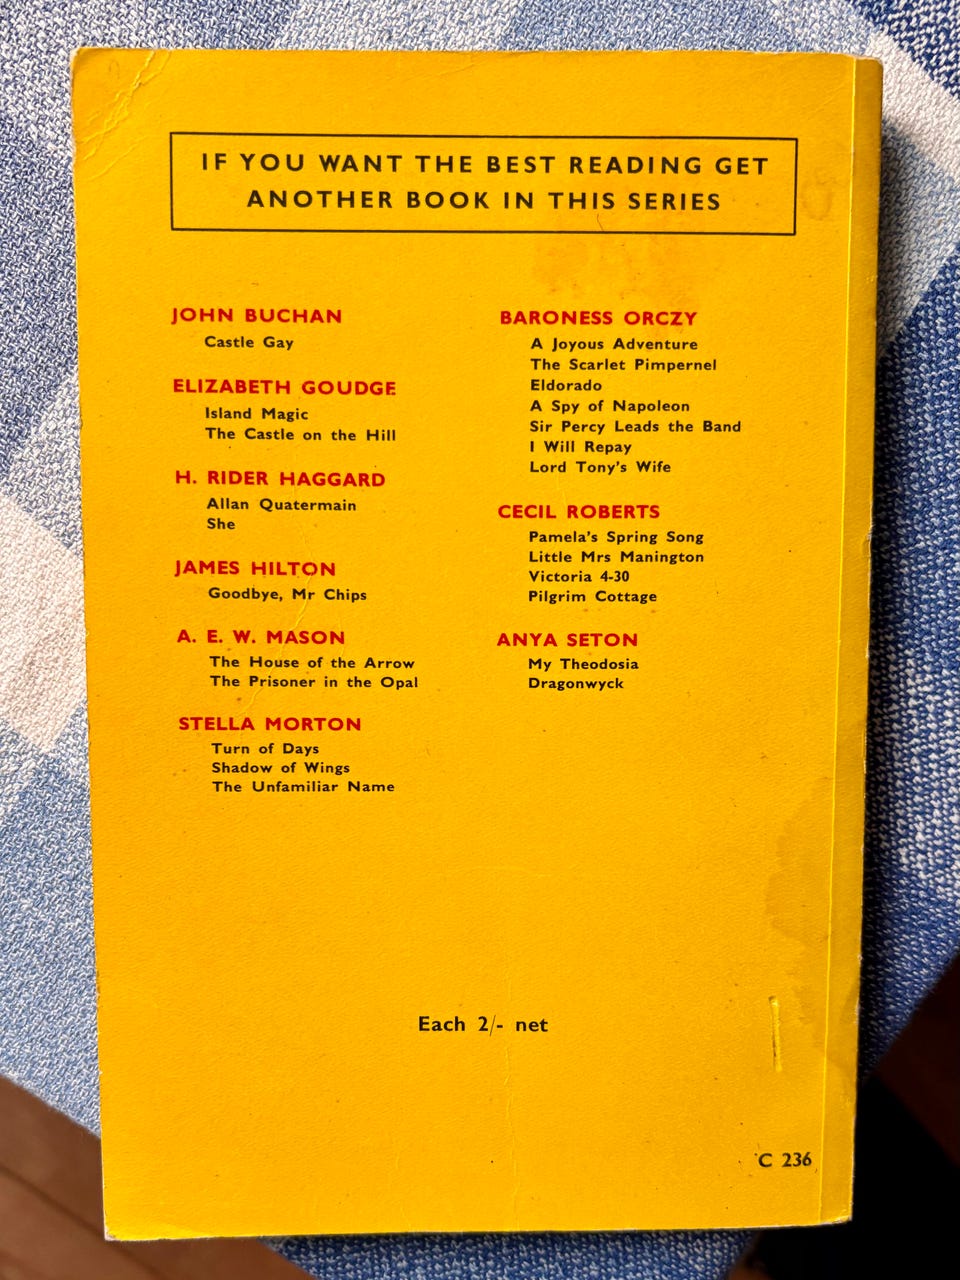 IF YOU WANT THE BEST READING GET
ANOTHER BOOK IN THIS SERIES
JOHN BUCHAN
Castle Gay
ELIZABETH GOUDGE
Island Magic
The Castle on the Hill
H. RIDER HAGGARD
Allan Quatermain
She
JAMES HILTON
Goodbye, Mr Chips
A. E. W. MASON
The House of the Arrow
The Prisoner in the Opal
STELLA MORTON
Turn of Days
Shadow of Wings
The Unfamiliar Name
BARONESS ORCZY
A Joyous Adventure
The Scarlet Pimpernel
Eldorado
A Spy of Napoleon
Sir Percy Leads the Band
I Will Repay
Lord Tony's Wife
CECIL ROBERTS
Pamela's Spring Song
Little Mrs Manington
Victoria 4-30
Pilgrim Cottage
ANYA SETON
My Theodosia
Dragonwyck
Each 2/- net
C 236